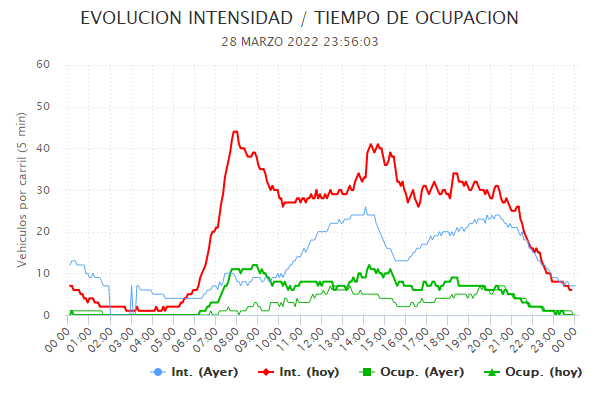 EVOLUCION INTENSIDAD / TIEMPO DE OCUPACION
28 MARZO 2022 23:56:03
Vehiculos por carril (5 min)
60
50
40
30
20
10
0
00:00 01:00 02:00 03:00 04:00 05:00 06:00 07:00 08:00 09:00 10:00 11:00 12:00 13:00 14:00 15:00 16:00 17:00 18:00 19:00 20:00 21:00 22:00 23:00 00:00
Int. (Ayer) Int. (hoy) Ocup. (Ayer) Ocup. (hoy)